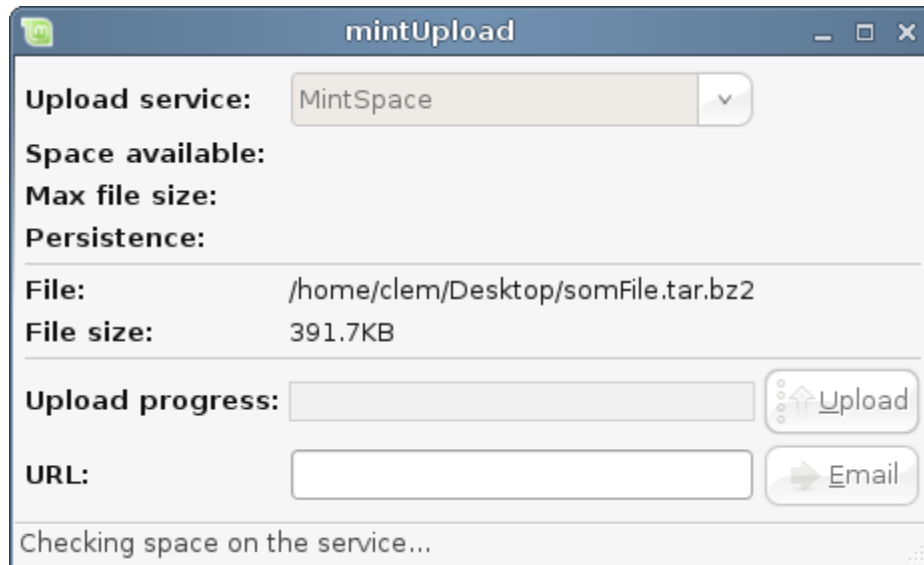 mintUpload
Upload service: MintSpace
Space available:
Max file size:
Persistence:
File: /home/clem/Desktop/somFile.tar.bz2
File size: 391.7KB
Upload progress: Upload
URL: Email
Checking space on the service...